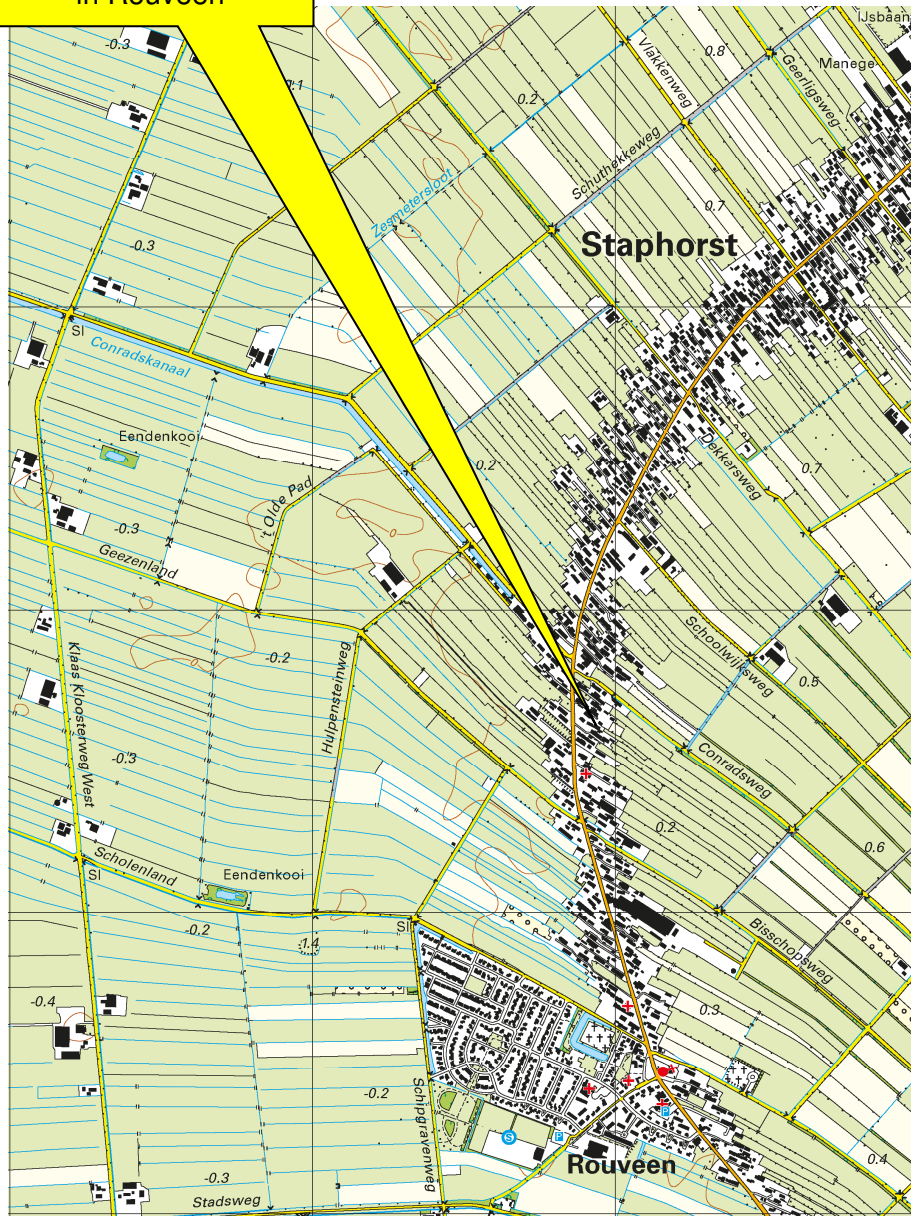 in Rouveen
IJsbaan
-0.3
0.8
Vlakkenweg
Geerligsweg
Manege
0.2
Schuthekkeweg
Zesmetersloot
0.7
-0.3
Staphorst
Sl
Conradskanaal
Eendenkooi
Dekkersweg
0.2
0.7
't Olde Pad
-0.3
Geezenland
Schoolwijksweg
-0.2
Klaas Kloosterweg West
Hulpensteinweg
0.5
-0.3
Conradsweg
0.2
0.6
Scholenland
Sl
Eendenkooi
-0.2
Sl
1.4
Bisschopsweg
-0.4
0.3
-0.2
Schipgravenweg
S
P
P
Rouveen
0.4
-0.3
Stadsweg